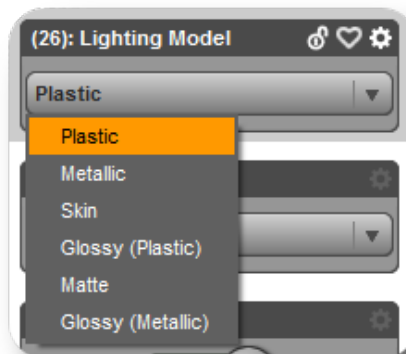 (26): Lighting Model
Plastic
Plastic
Metallic
Skin
Glossy (Plastic)
Matte
Glossy (Metallic)